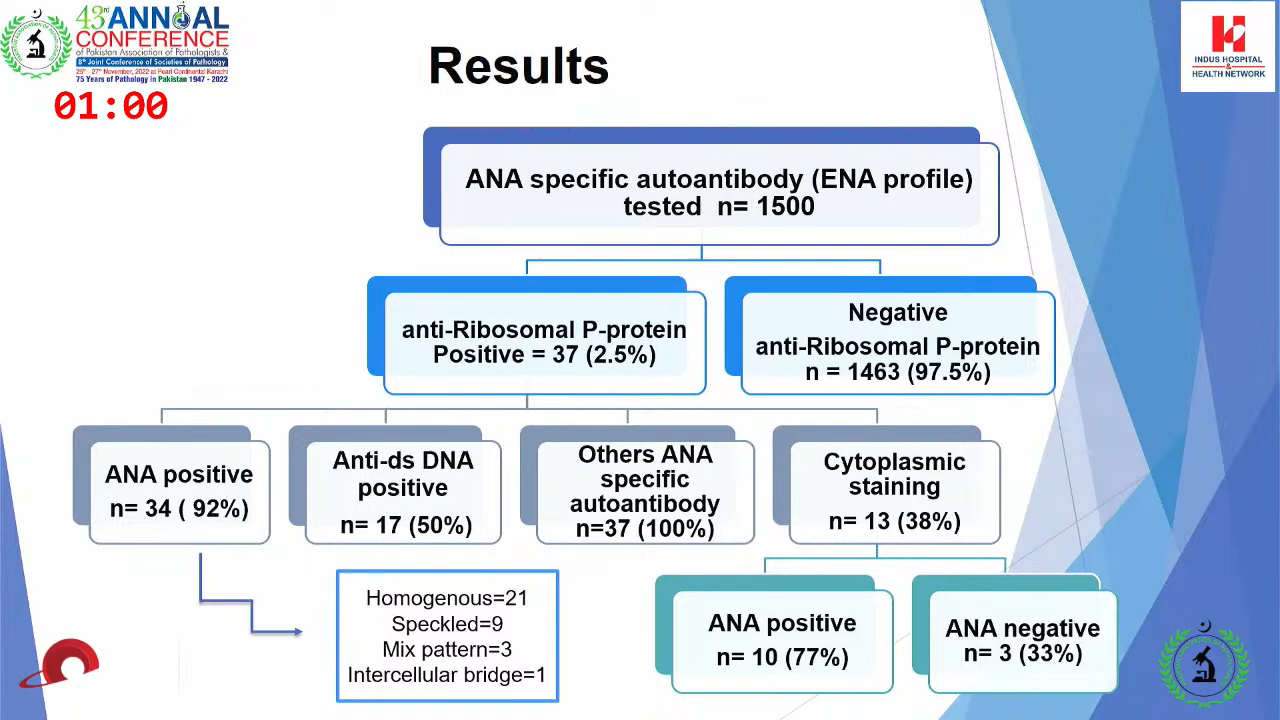 43rd ANNUAL
CONFERENCE
of Pakistan Association of Pathologists &
8th Joint Conference of Societies of Pathology
25th - 27th November, 2022 at Pearl Continental Karachi
75 Years of Pathology in Pakistan 1947 - 2022
01:00
Results
INDUS HOSPITAL
&
HEALTH NETWORK
ANA specific autoantibody (ENA profile)
tested n= 1500
anti-Ribosomal P-protein
Positive = 37 (2.5%)
Negative
anti-Ribosomal P-protein
n = 1463 (97.5%)
ANA positive
n= 34 ( 92%)
Anti-ds DNA
positive
n= 17 (50%)
Others ANA
specific
autoantibody
n=37 (100%)
Cytoplasmic
staining
n= 13 (38%)
Homogenous=21
Speckled=9
Mix pattern=3
Intercellular bridge=1
ANA positive
n= 10 (77%)
ANA negative
n= 3 (33%)